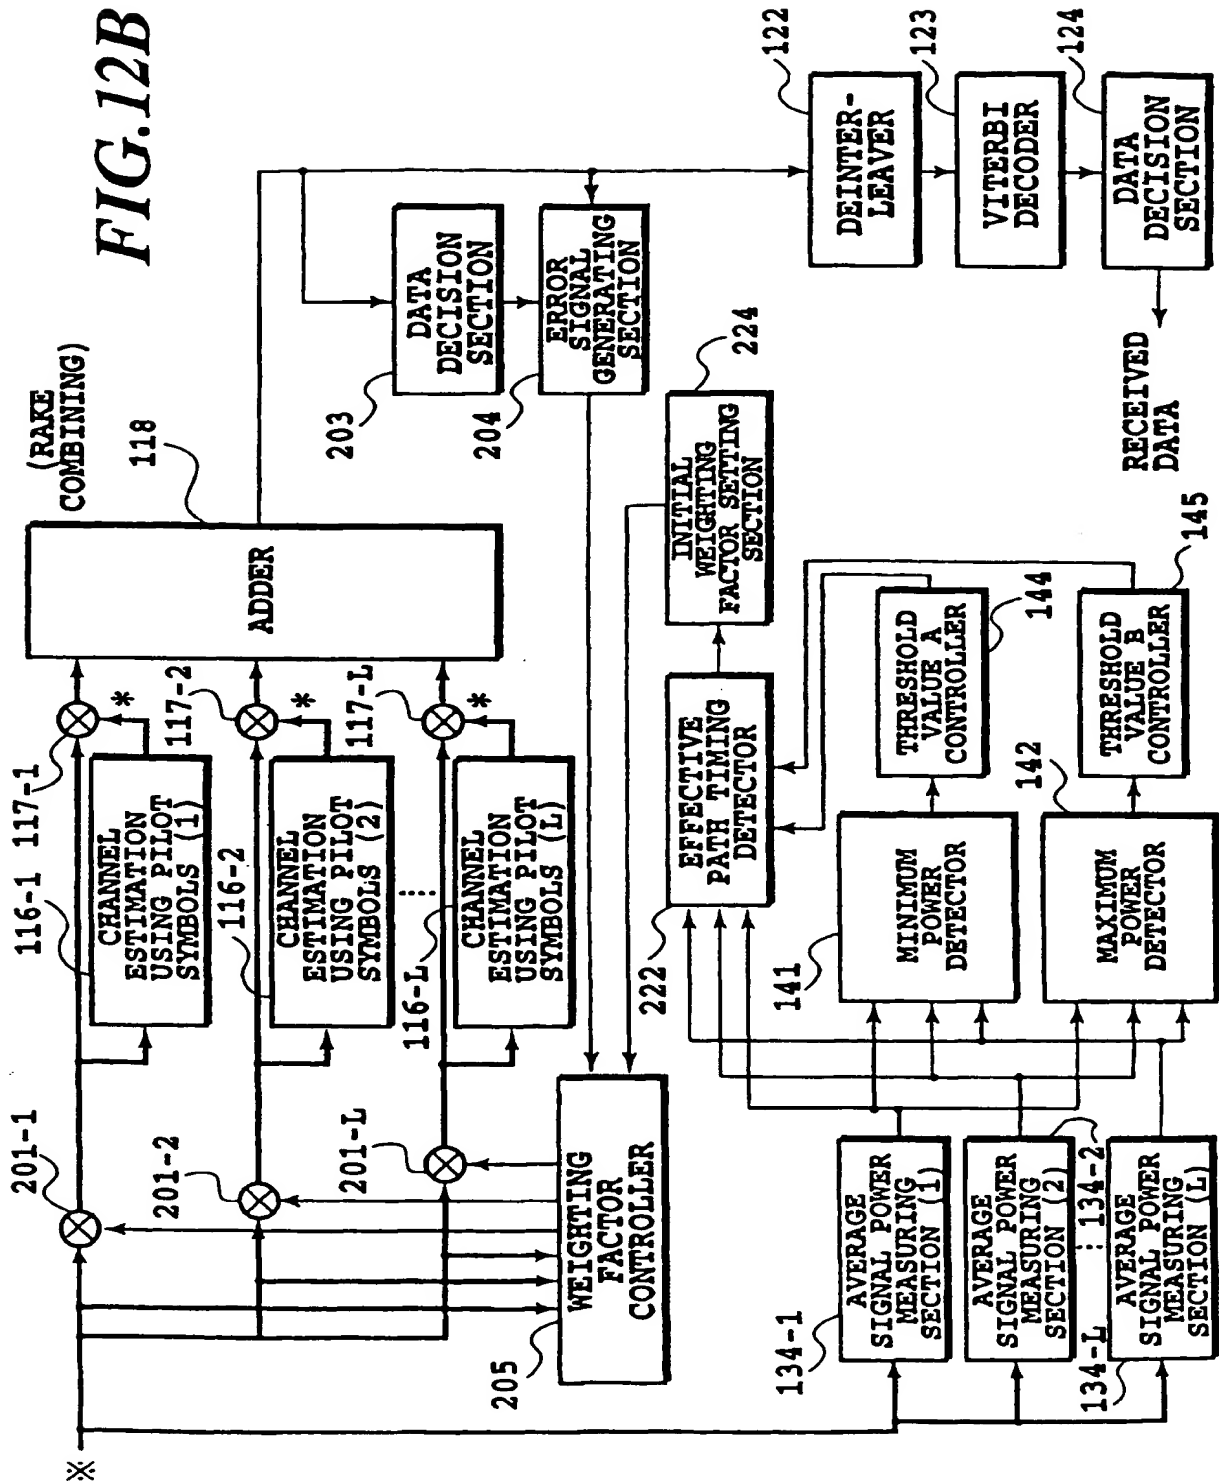 FIG.12B
※
201-1
201-2
201-L
116-1
117-1
CHANNEL
ESTIMATION
USING PILOT
SYMBOLS (1)
*
116-2
117-2
CHANNEL
ESTIMATION
USING PILOT
SYMBOLS (2)
*
116-L
117-L
CHANNEL
ESTIMATION
USING PILOT
SYMBOLS (L)
*
ADDER
118
(RAKE
COMBINING)
203
DATA
DECISION
SECTION
204
ERROR
SIGNAL
GENERATING
SECTION
205
WEIGHTING
FACTOR
CONTROLLER
222
EFFECTIVE
PATH TIMING
DETECTOR
INITIAL
WEIGHTING
FACTOR SETTING
SECTION
224
134-1
AVERAGE
SIGNAL POWER
MEASURING
SECTION (1)
AVERAGE
SIGNAL POWER
MEASURING
SECTION (2)
134-2
134-L
AVERAGE
SIGNAL POWER
MEASURING
SECTION (L)
141
MINIMUM
POWER
DETECTOR
THRESHOLD
VALUE A
CONTROLLER
144
MAXIMUM
POWER
DETECTOR
142
THRESHOLD
VALUE B
CONTROLLER
145
DEINTER-
LEAVER
122
VITERBI
DECODER
123
DATA
DECISION
SECTION
124
RECEIVED
DATA